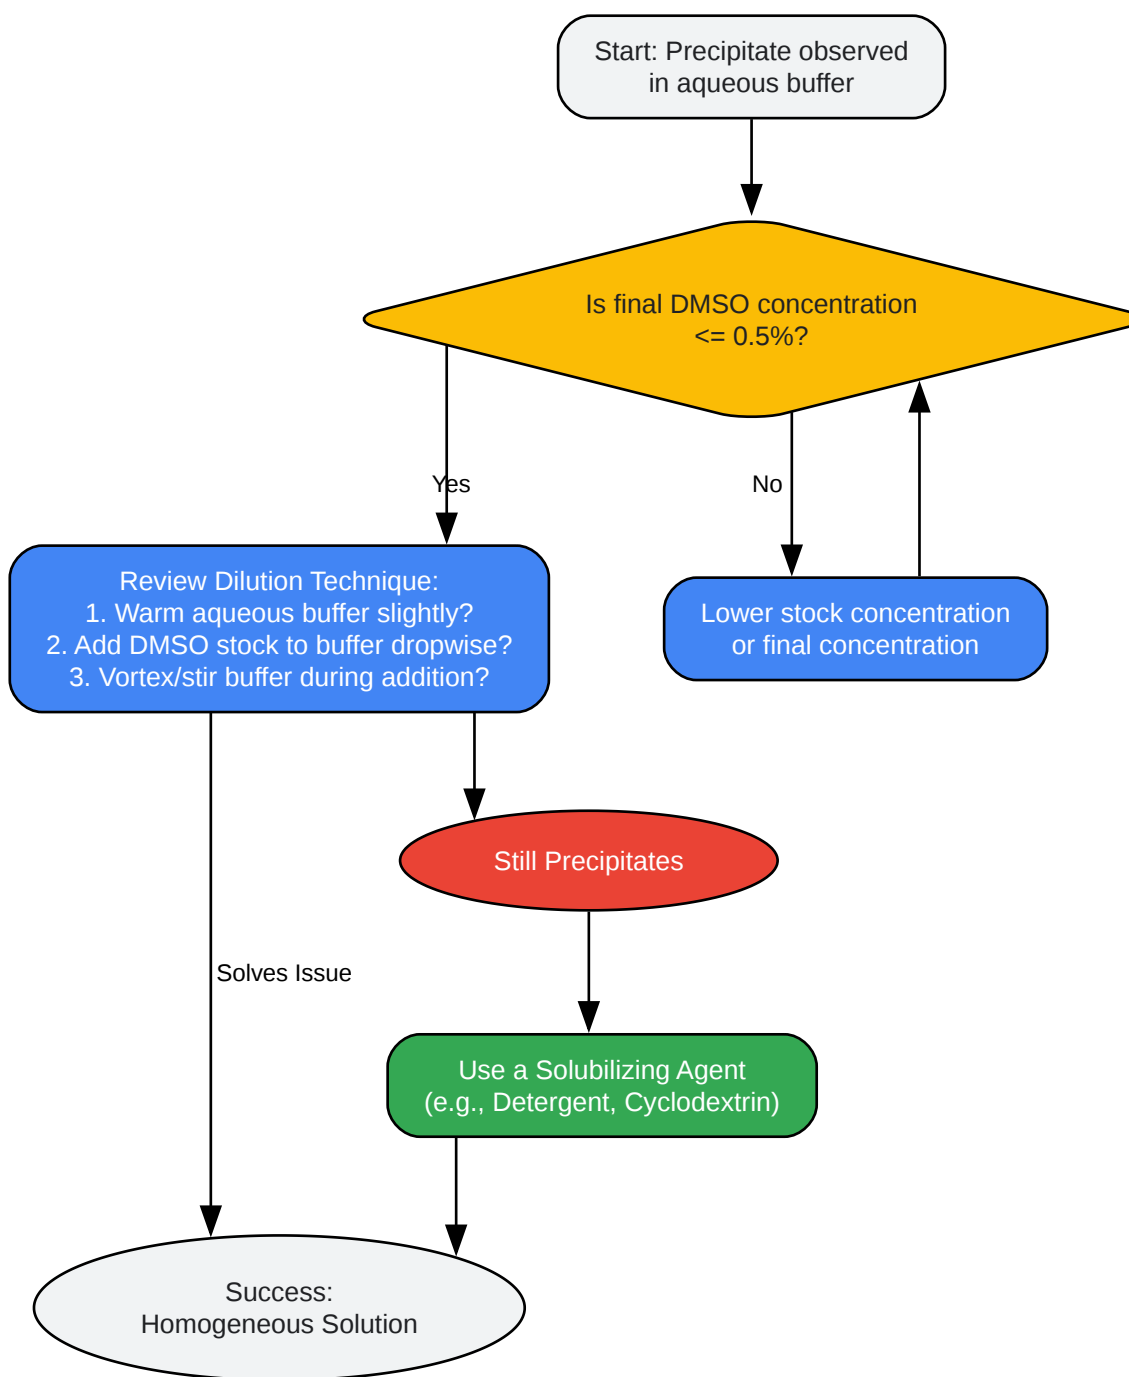 Start: Precipitate observed
in aqueous buffer
Is final DMSO concentration
<= 0.5%?
Yes
No
Review Dilution Technique:
1. Warm aqueous buffer slightly?
2. Add DMSO stock to buffer dropwise?
3. Vortex/stir buffer during addition?
Lower stock concentration
or final concentration
Still Precipitates
Solves Issue
Use a Solubilizing Agent
(e.g., Detergent, Cyclodextrin)
Success:
Homogeneous Solution